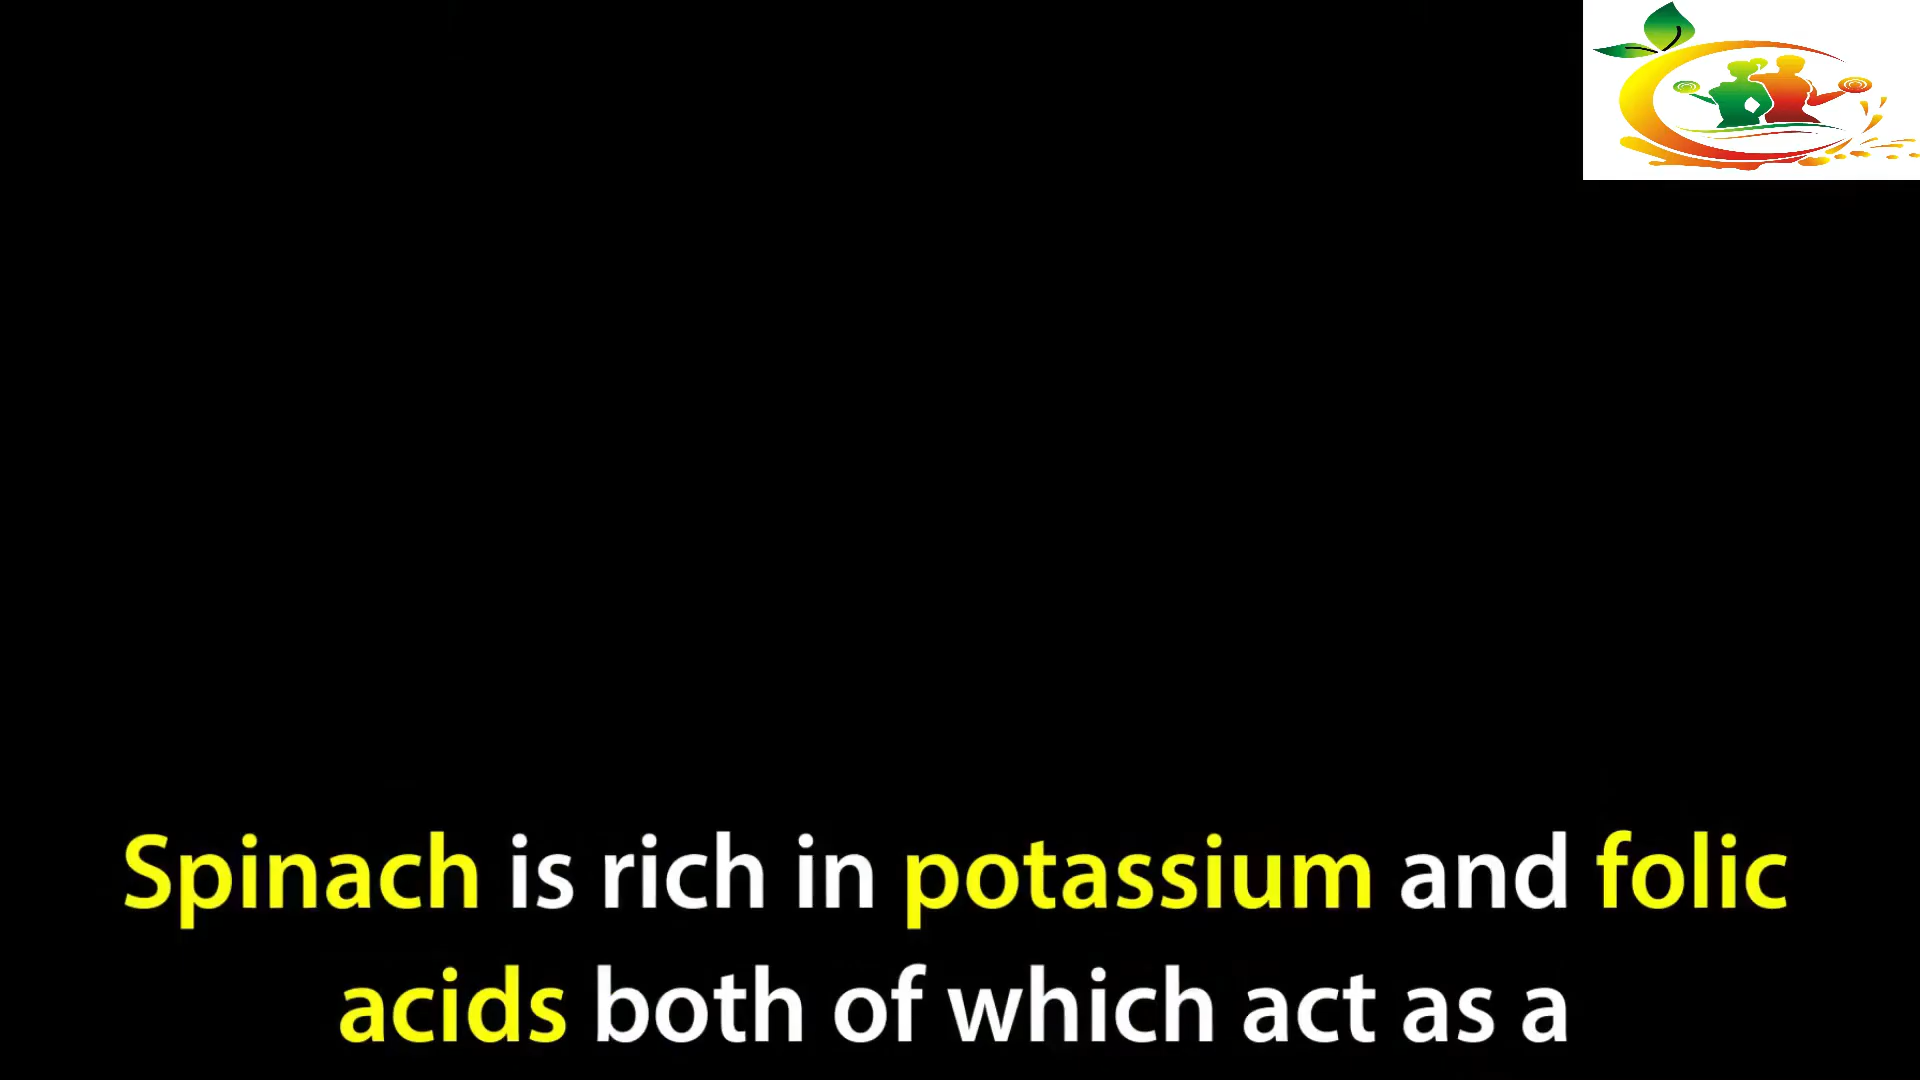 Spinach is rich in potassium and folic
acids both of which act as a